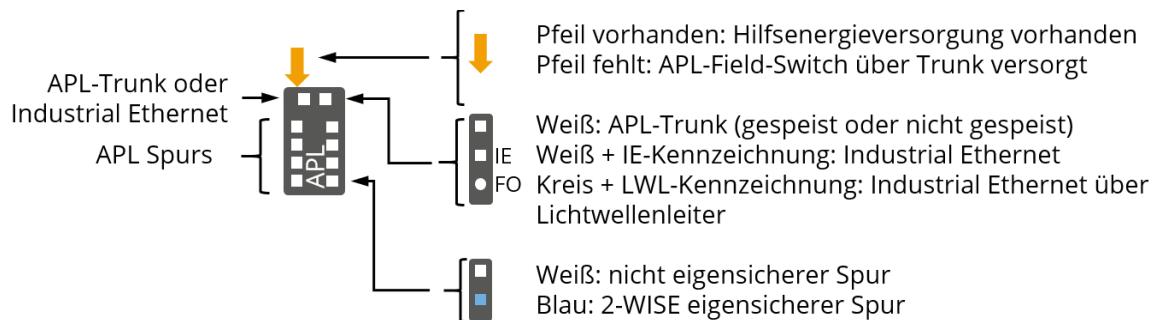 Pfeil vorhanden: Hilfsenergieversorgung vorhanden
Pfeil fehlt: APL-Field-Switch über Trunk versorgt
APL-Trunk oder
Industrial Ethernet
APL Spurs
APL
IE
FO
Weiß: APL-Trunk (gespeist oder nicht gespeist)
Weiß + IE-Kennzeichnung: Industrial Ethernet
Kreis + LWL-Kennzeichnung: Industrial Ethernet über
Lichtwellenleiter
Weiß: nicht eigensicherer Spur
Blau: 2-WISE eigensicherer Spur